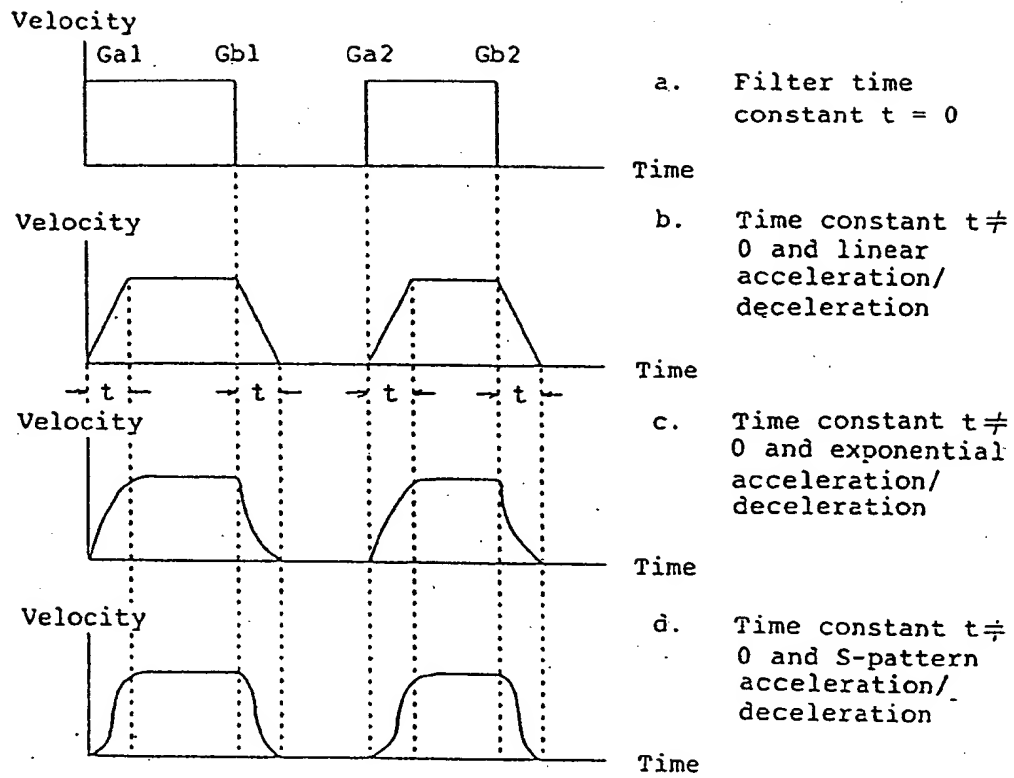 Velocity
Ga1 Gb1 Ga2 Gb2
a. Filter time
constant t = 0
Time
Velocity
b. Time constant t ≠
0 and linear
acceleration/
deceleration
Time
t t t t
Velocity
c. Time constant t ≠
0 and exponential
acceleration/
deceleration
Time
Velocity
d. Time constant t ≠
0 and S-pattern
acceleration/
deceleration
Time